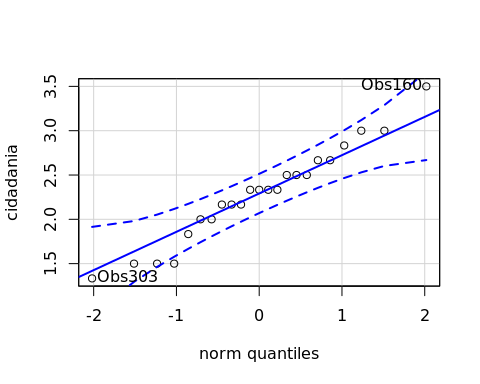 cidadania
3.5
3.0
2.5
2.0
1.5
Obs160
Obs303
-2 -1 0 1 2
norm quantiles